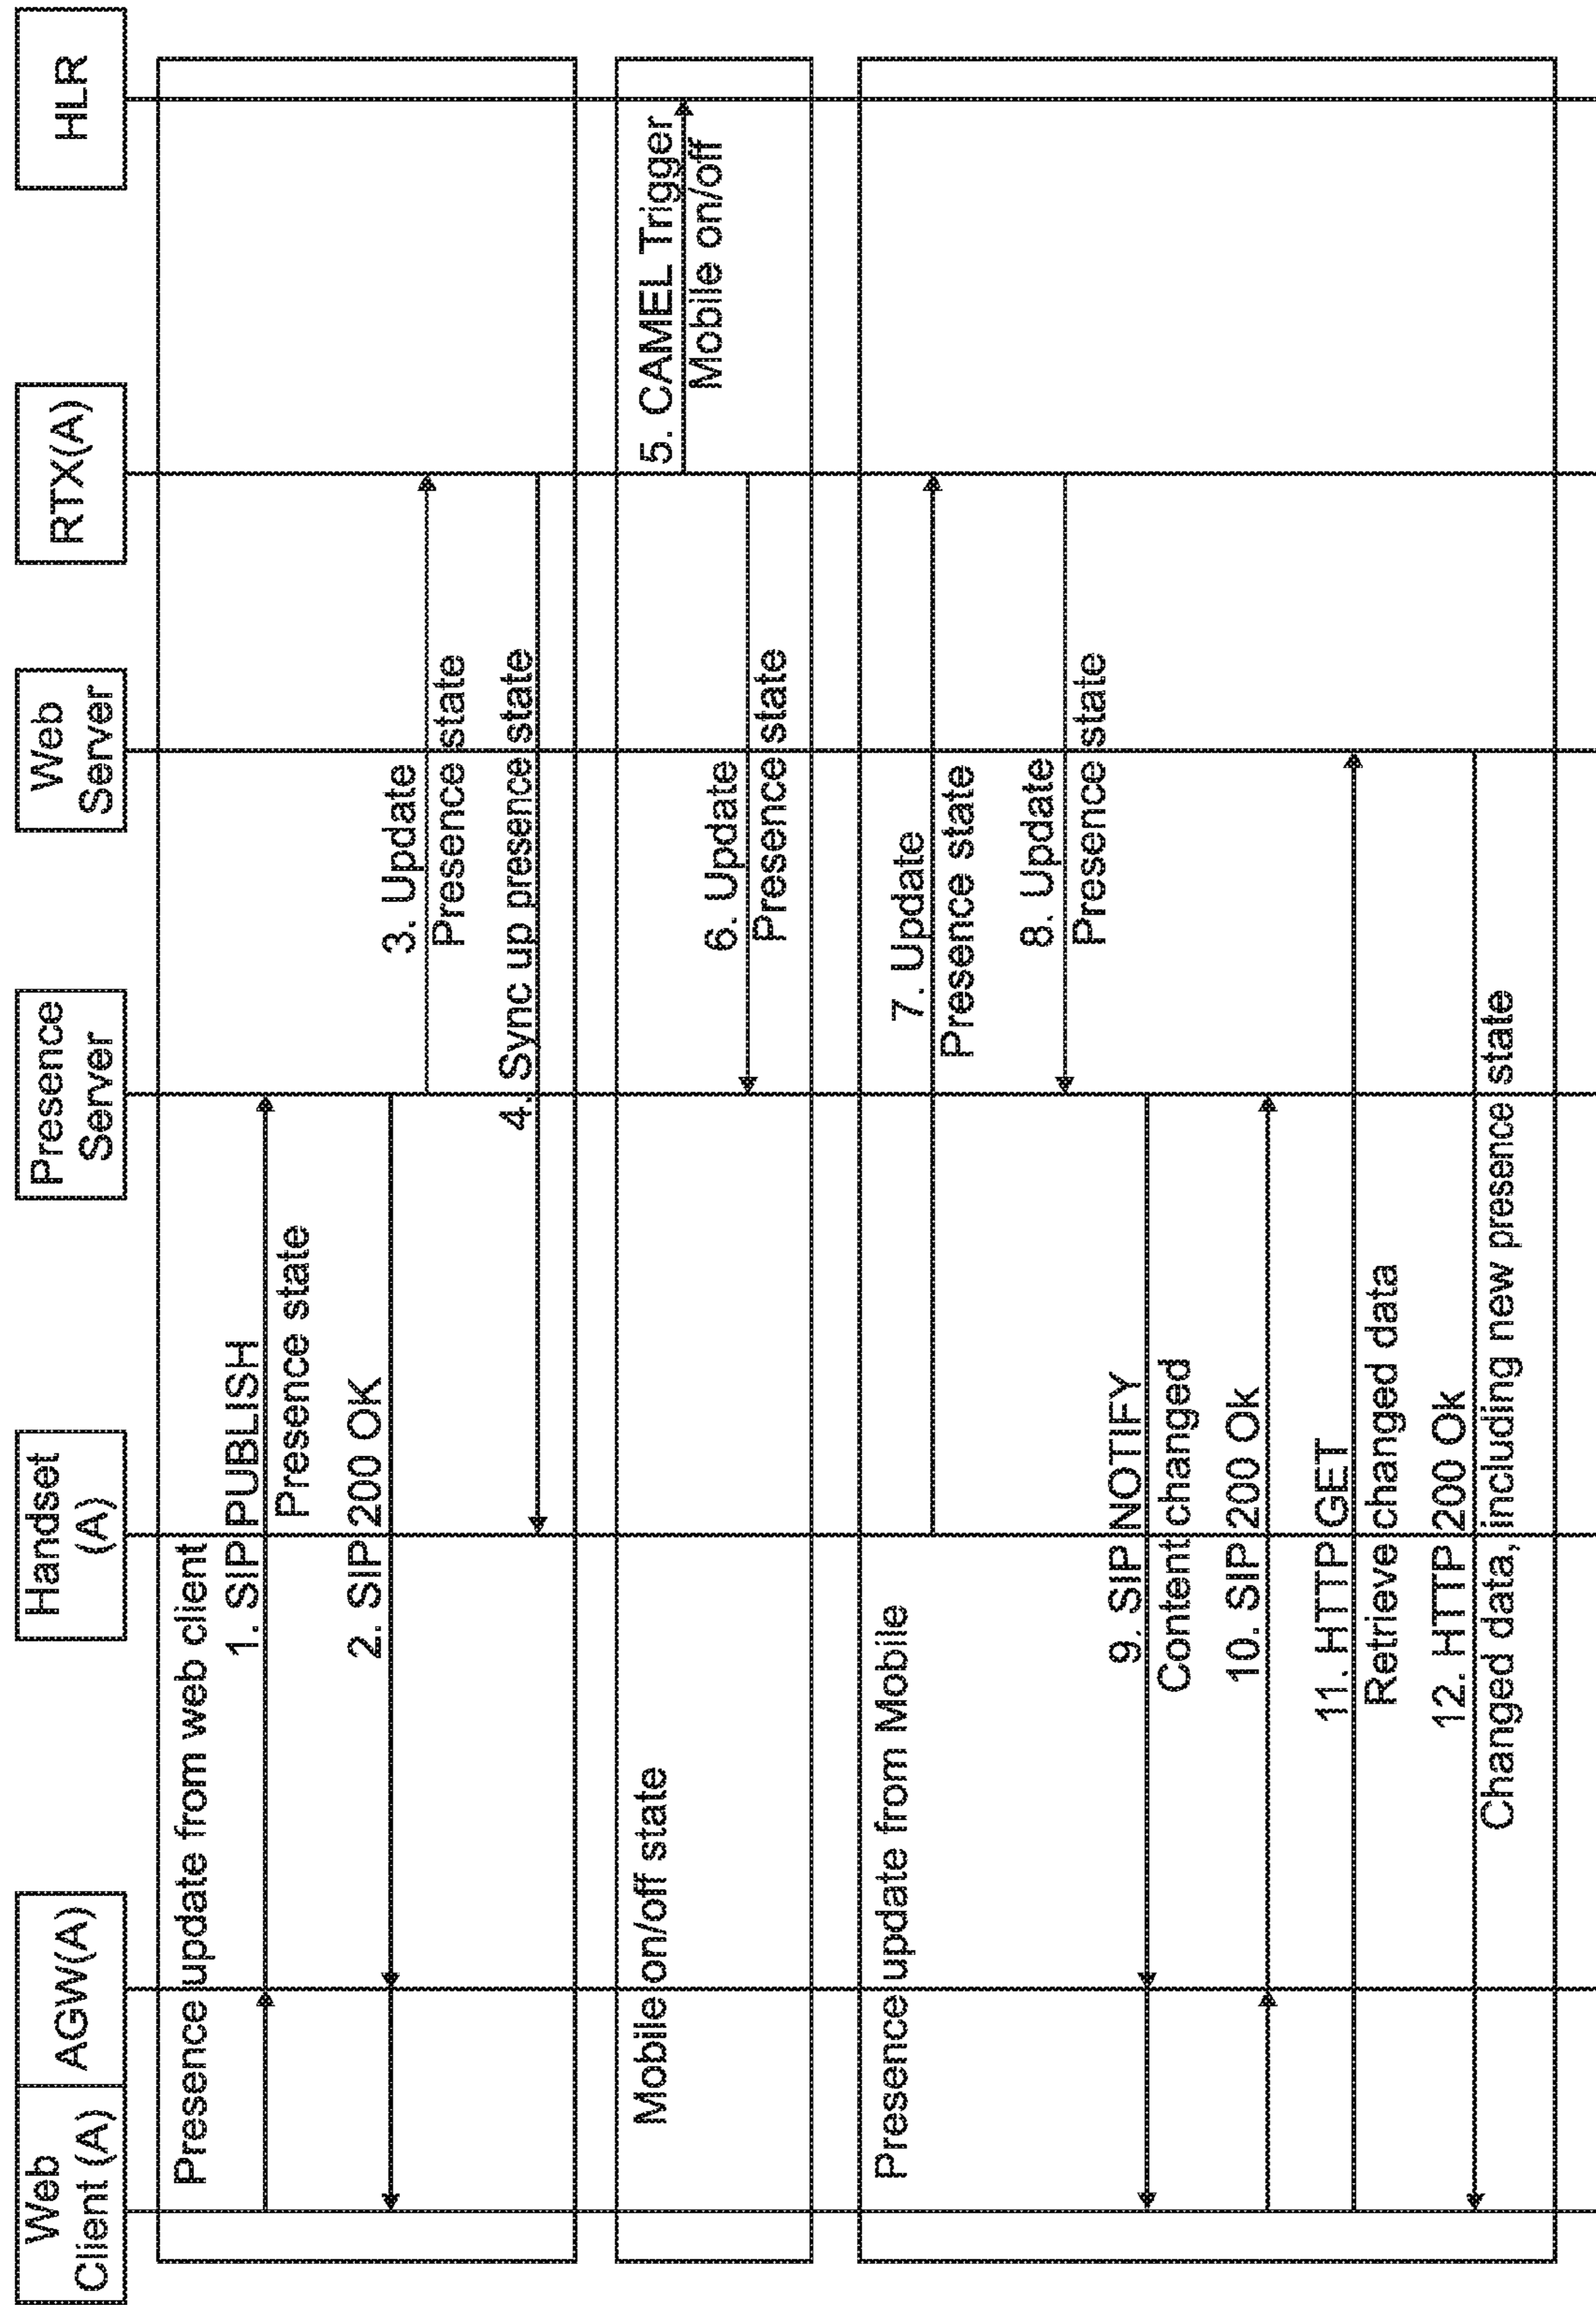 Web
Client (A)
AGW(A)
Handset
(A)
Presence
Server
Web
Server
RTX(A)
HLR
Presence update from web client
1. SIP PUBLISH
Presence state
2. SIP 200 OK
3. Update
Presence state
4. Sync up presence state
Mobile on/off state
5. CAMEL Trigger
Mobile on/off
6. Update
Presence state
Presence update from Mobile
7. Update
Presence state
8. Update
Presence state
9. SIP NOTIFY
Content changed
10. SIP 200 Ok
11. HTTP GET
Retrieve changed data
12. HTTP 200 Ok
Changed data, including new presence state